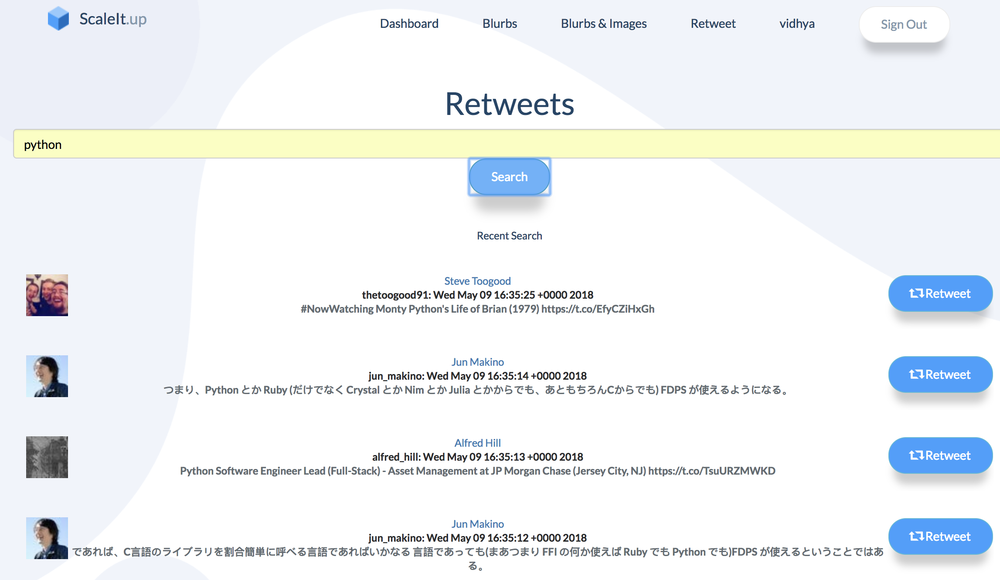 ScaleIt.up
Dashboard Blurbs Blurbs & Images Retweet vidhya Sign Out
Retweets
python
Search
Recent Search
Steve Toogood
thetoogood91: Wed May 09 16:35:25 +0000 2018
#NowWatching Monty Python's Life of Brian (1979) https://t.co/EfyCZiHxGh
Retweet
Jun Makino
jun_makino: Wed May 09 16:35:14 +0000 2018
つまり、Python とか Ruby (だけでなく Crystal とか Nim とか Julia とかからでも、あともちろんCからでも) FDPS が使えるようになる。
Retweet
Alfred Hill
alfred_hill: Wed May 09 16:35:13 +0000 2018
Python Software Engineer Lead (Full-Stack) - Asset Management at JP Morgan Chase (Jersey City, NJ) https://t.co/TsuURZMWKD
Retweet
Jun Makino
jun_makino: Wed May 09 16:35:12 +0000 2018
であれば、C言語のライブラリを割合簡単に呼べる言語であればいかなる 言語であっても(まあつまり FFI の何か使えば Ruby でも Python でも)FDPS が使えるということではあ
る。
Retweet